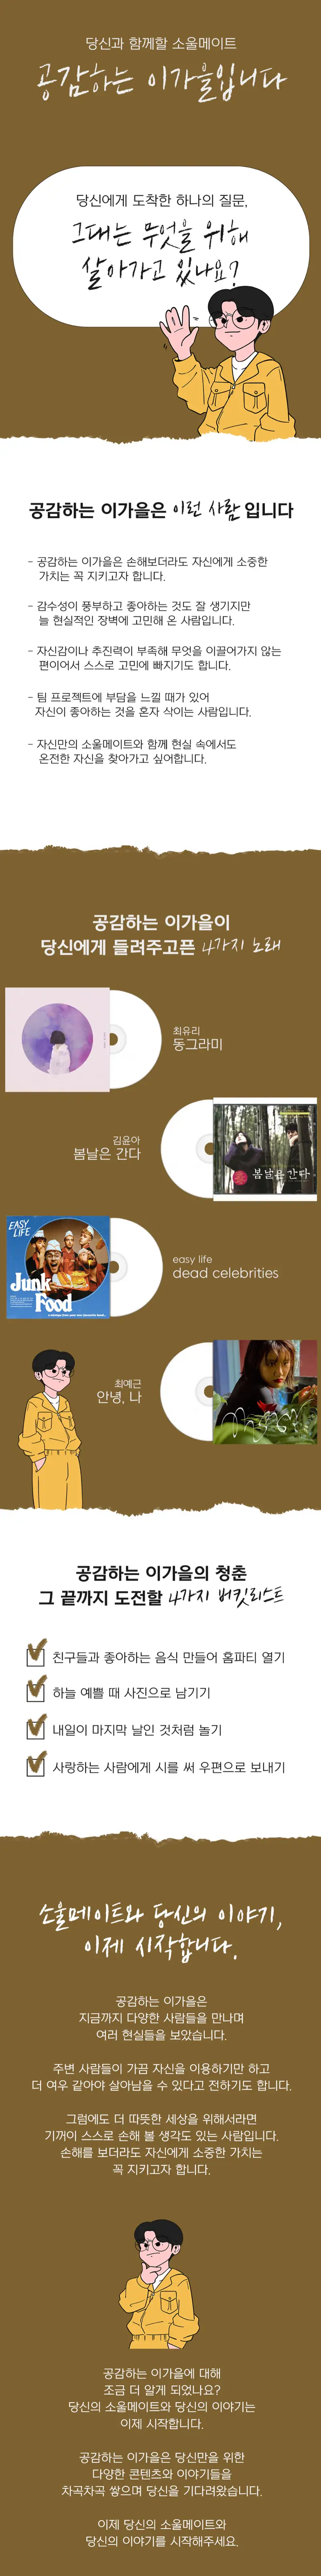 당신과 함께할 소울메이트
공감하는 이가을입니다
당신에게 도착한 하나의 질문,
그대는 무엇을 위해
살아가고 있나요?
공감하는 이가을은 이런 사람 입니다
- 공감하는 이가을은 손해보더라도 자신에게 소중한
가치는 꼭 지키고자 합니다.
- 감수성이 풍부하고 좋아하는 것도 잘 생기지만
늘 현실적인 장벽에 고민해 온 사람입니다.
- 자신감이나 추진력이 부족해 무엇을 이끌어가지 않는
편이어서 스스로 고민에 빠지기도 합니다.
- 팀 프로젝트에 부담을 느낄 때가 있어
자신이 좋아하는 것을 혼자 삭이는 사람입니다.
- 자신만의 소울메이트와 함께 현실 속에서도
온전한 자신을 찾아가고 싶어합니다.
공감하는 이가을이
당신에게 들려주고픈 4가지 노래
최유리
동그라미
김윤아
봄날은 간다
봄날은간다
EASY
LIFE
Junk
Food
easy life
dead celebrities
최예근
안녕, 나
공감하는 이가을의 청춘
그 끝까지 도전할 4가지 버킷리스트
친구들과 좋아하는 음식 만들어 홈파티 열기
하늘 예쁠 때 사진으로 남기기
내일이 마지막 날인 것처럼 놀기
사랑하는 사람에게 시를 써 우편으로 보내기
소울메이트와 당신의 이야기,
이제 시작합니다.
공감하는 이가을은
지금까지 다양한 사람들을 만나며
여러 현실들을 보았습니다.
주변 사람들이 가끔 자신을 이용하기만 하고
더 여우 같아야 살아남을 수 있다고 전하기도 합니다.
그럼에도 더 따뜻한 세상을 위해서라면
기꺼이 스스로 손해 볼 생각도 있는 사람입니다.
손해를 보더라도 자신에게 소중한 가치는
꼭 지키고자 합니다.
공감하는 이가을에 대해
조금 더 알게 되었나요?
당신의 소울메이트와 당신의 이야기는
이제 시작합니다.
공감하는 이가을은 당신만을 위한
다양한 콘텐츠와 이야기들을
차곡차곡 쌓으며 당신을 기다려왔습니다.
이제 당신의 소울메이트와
당신의 이야기를 시작해주세요.